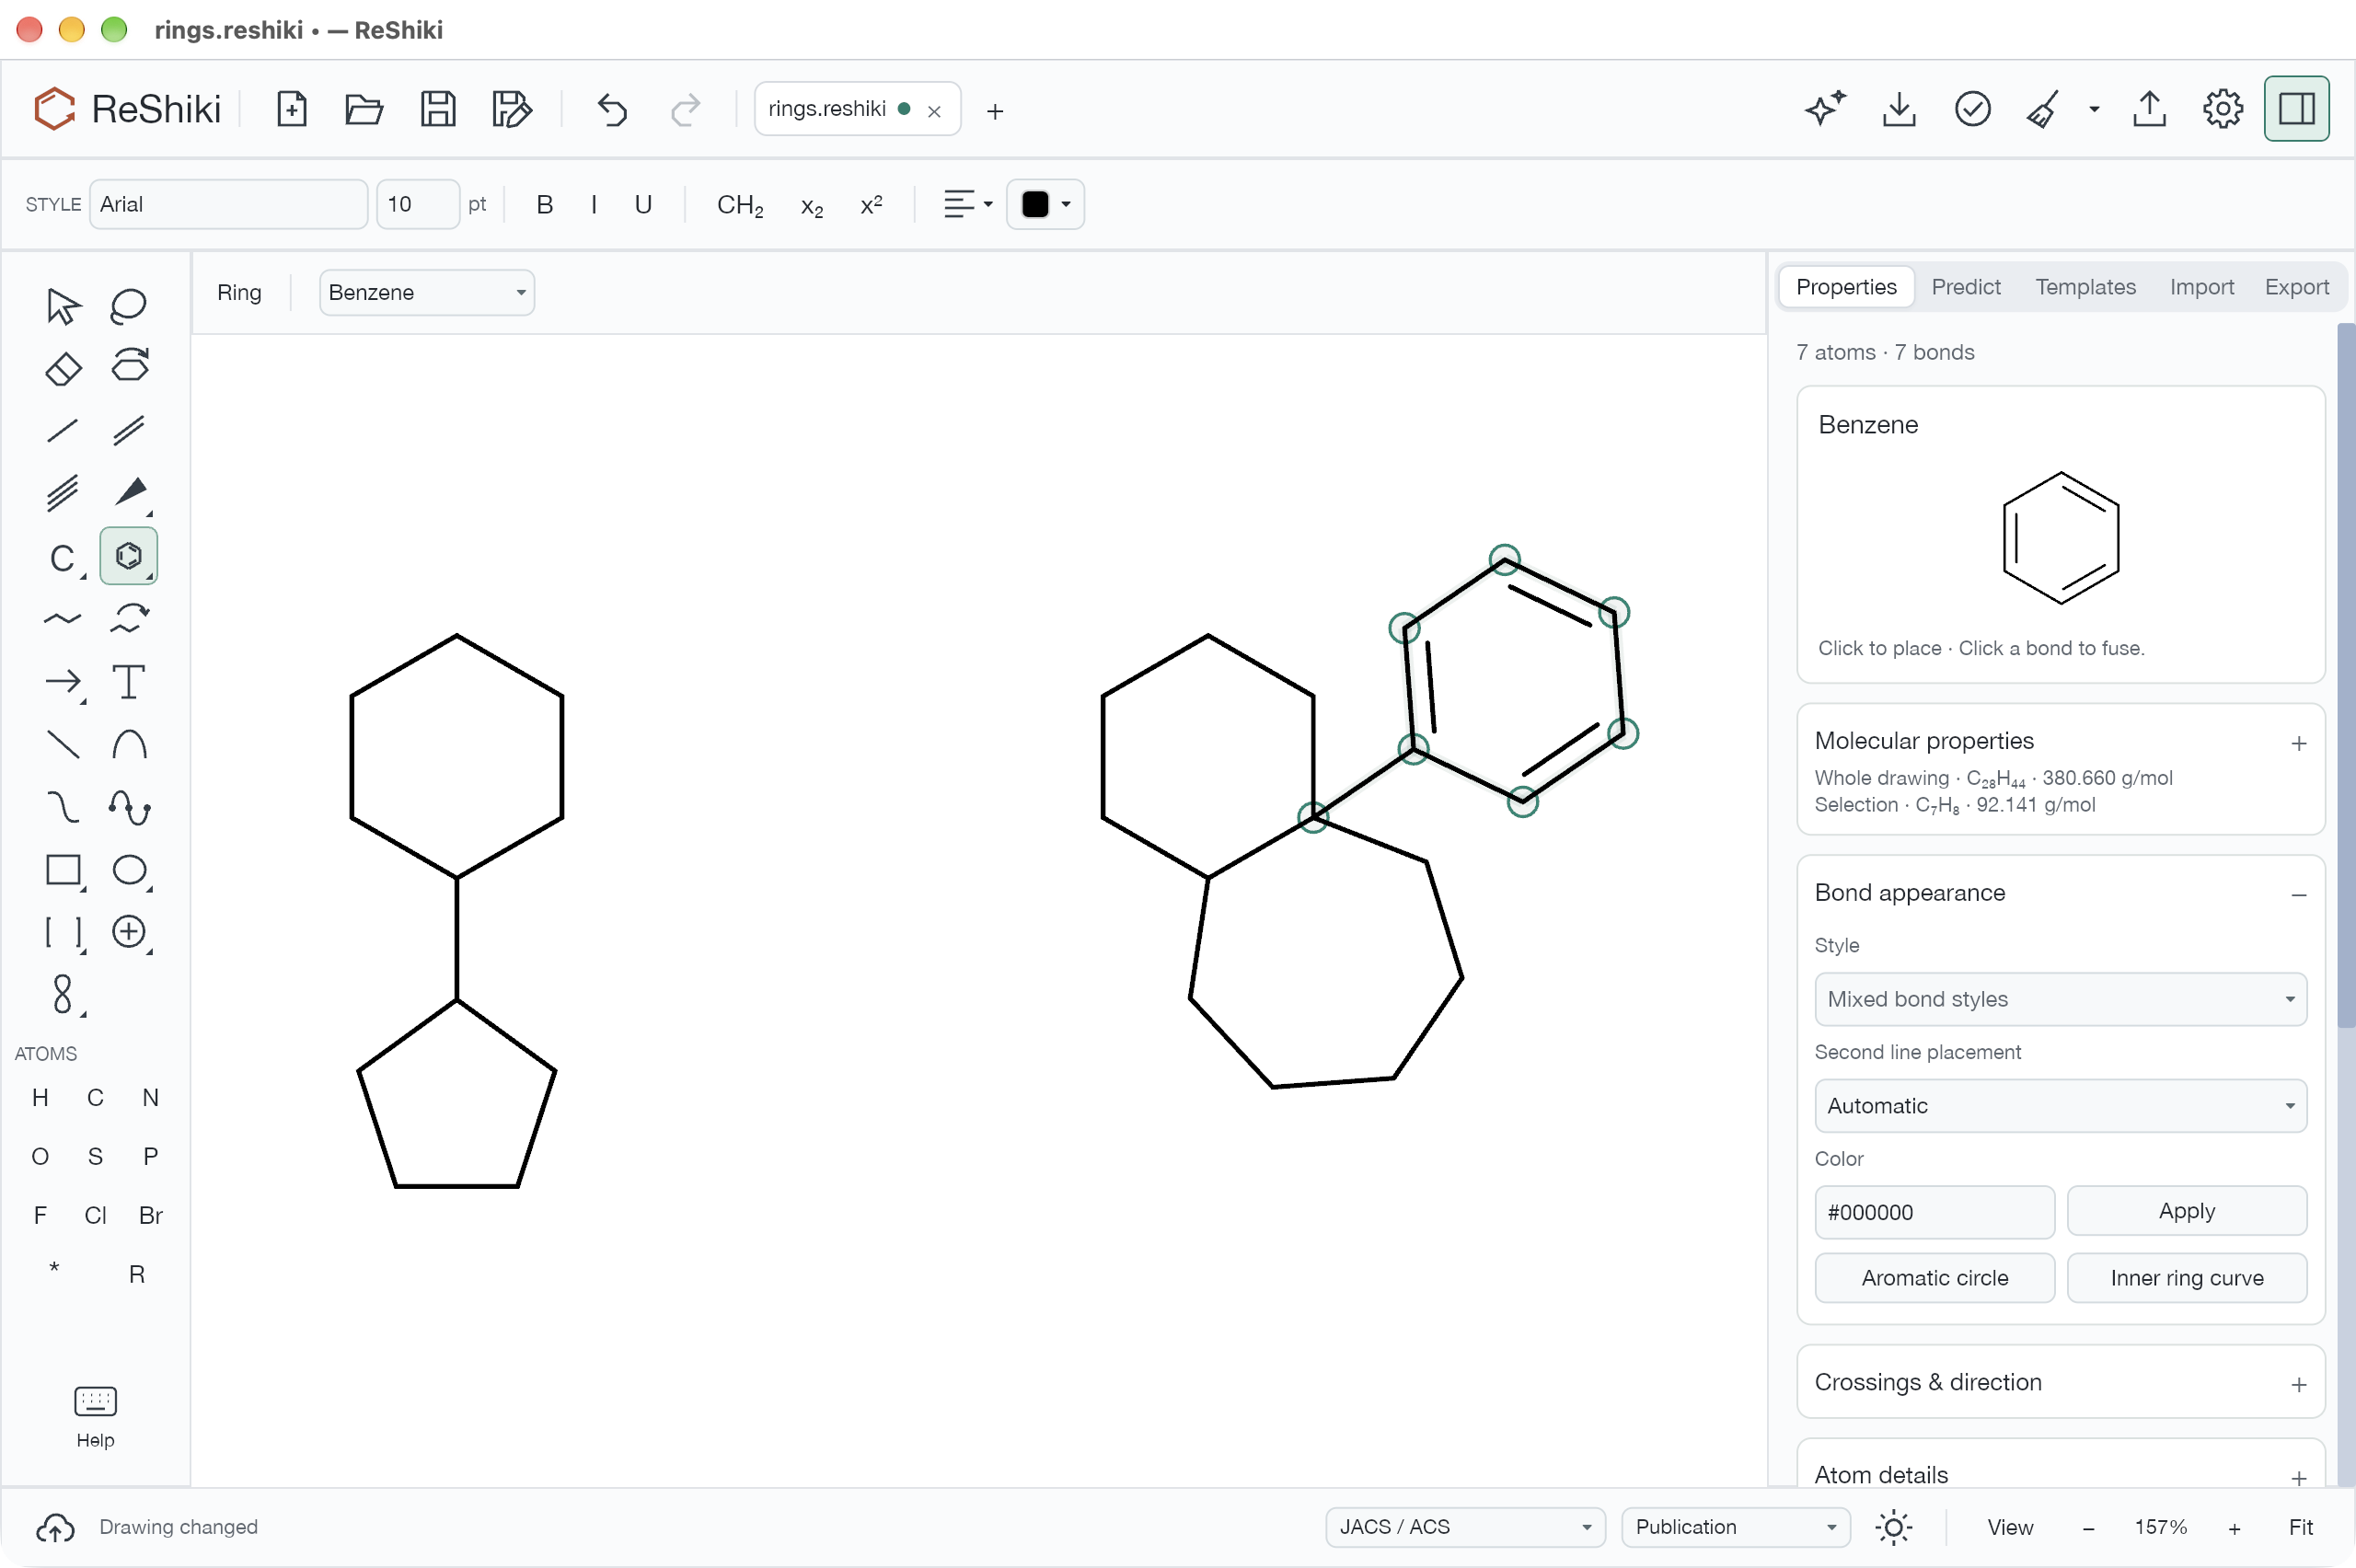 rings.reshiki • — ReShiki
ReShiki
rings.reshiki ● × +
STYLE Arial 10 pt B I U CH₂ x₂ x²
Ring Benzene
Properties Predict Templates Import Export
7 atoms · 7 bonds
Benzene
Click to place · Click a bond to fuse.
Molecular properties +
Whole drawing · C₂₈H₄₄ · 380.660 g/mol
Selection · C₇H₈ · 92.141 g/mol
Bond appearance −
Style
Mixed bond styles
Second line placement
Automatic
Color
#000000 Apply
Aromatic circle Inner ring curve
Crossings & direction +
Atom details +
C
T
[ ]
ATOMS
H C N
O S P
F Cl Br
* R
Help
Drawing changed JACS / ACS Publication View − 157% + Fit